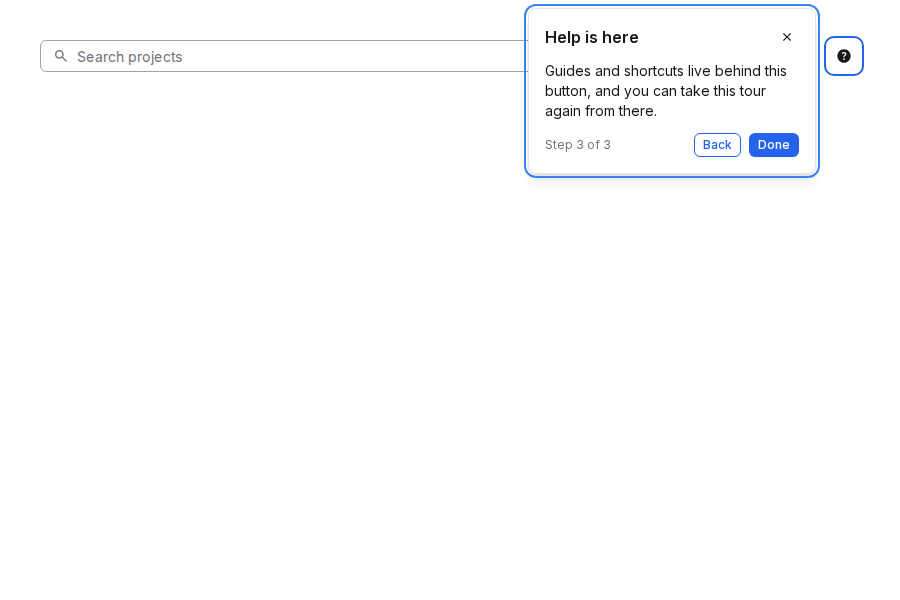 Search projects
Help is here
Guides and shortcuts live behind this
button, and you can take this tour
again from there.
Step 3 of 3
Back
Done